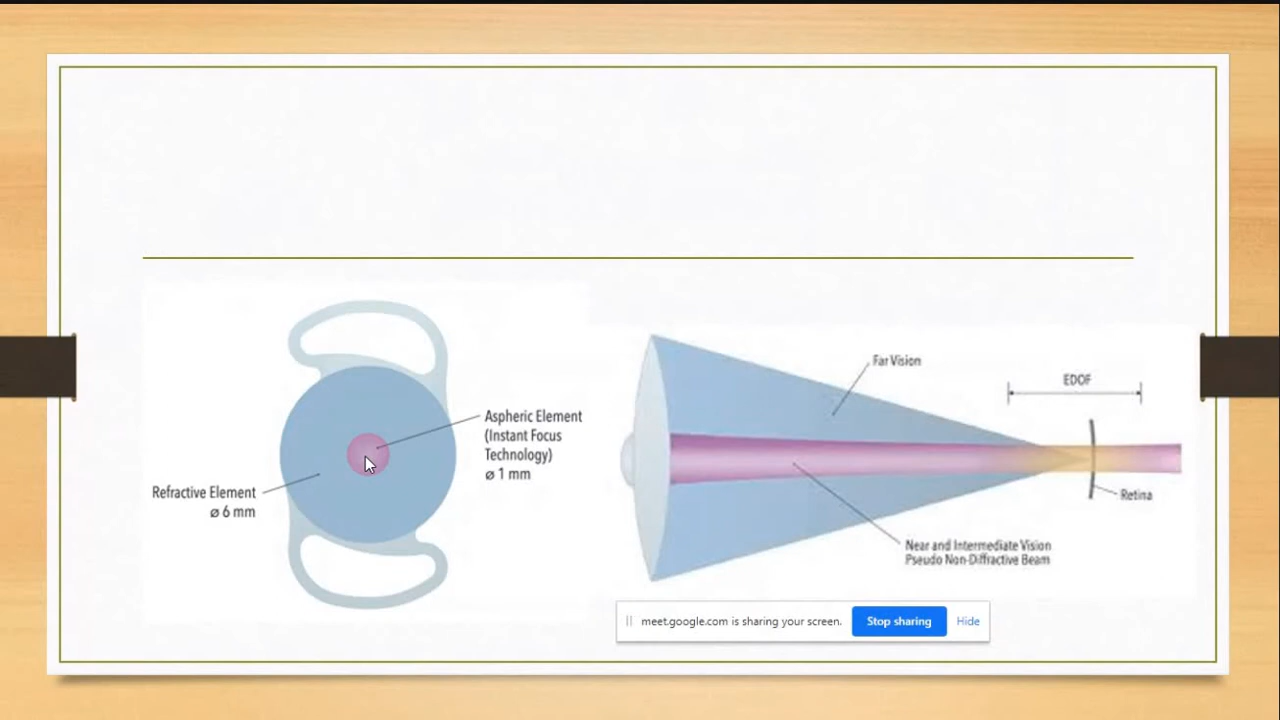 Aspheric Element
(Instant Focus
Technology)
⌀ 1 mm
Refractive Element
⌀ 6 mm
Far Vision
EDOF
Retina
Near and Intermediate Vision
Pseudo Non-Diffractive Beam
meet.google.com is sharing your screen. Stop sharing Hide